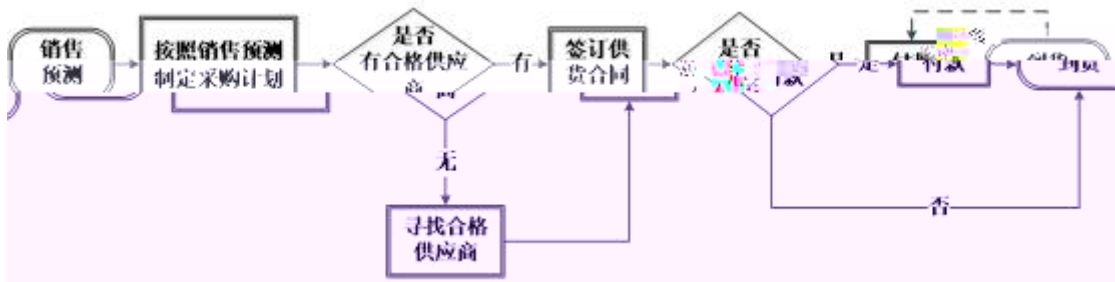 销售
预测
按照销售预测
制定采购计划
是否
有合格供应
商
有
签订供
货合同
是否
付款
到货
无
否
寻找合格
供应商